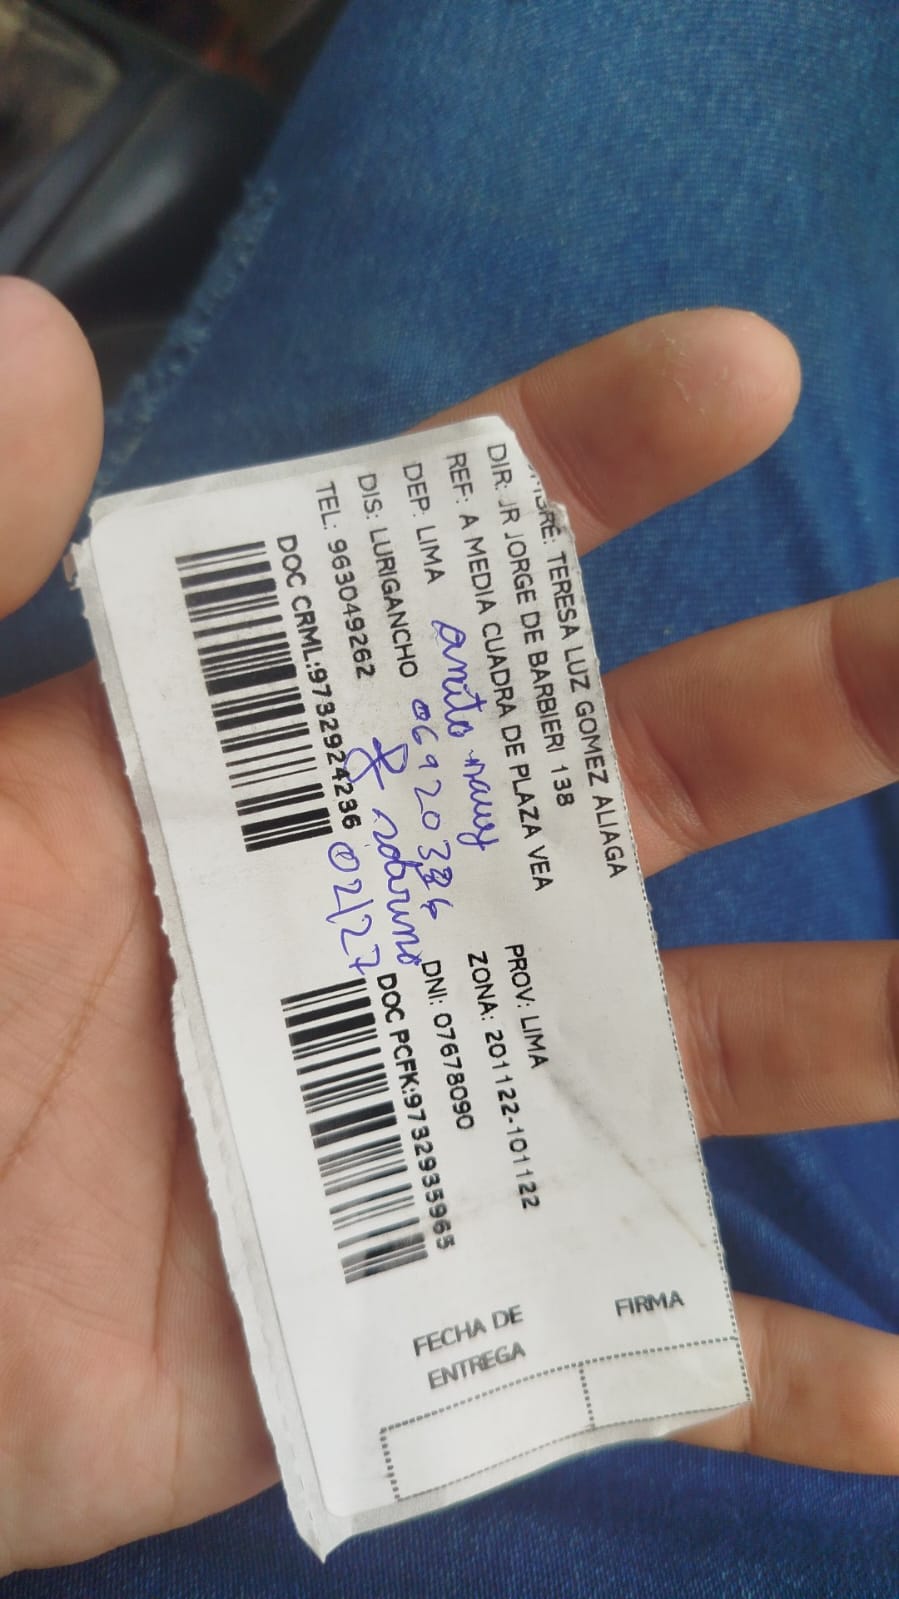 BRE: TERESA LUZ GOMEZ ALIAGA
DIR: JR JORGE DE BARBIERI 138
REF: A MEDIA CUADRA DE PLAZA VEA
DEP: LIMA PROV: LIMA
DIS: LURIGANCHO ZONA: 201122-101122
TEL: 963049262 DNI: 07678090
DOC CRML:9732924236 DOC PCFK:9732935965
02/27
FIRMA
FECHA DE
ENTREGA